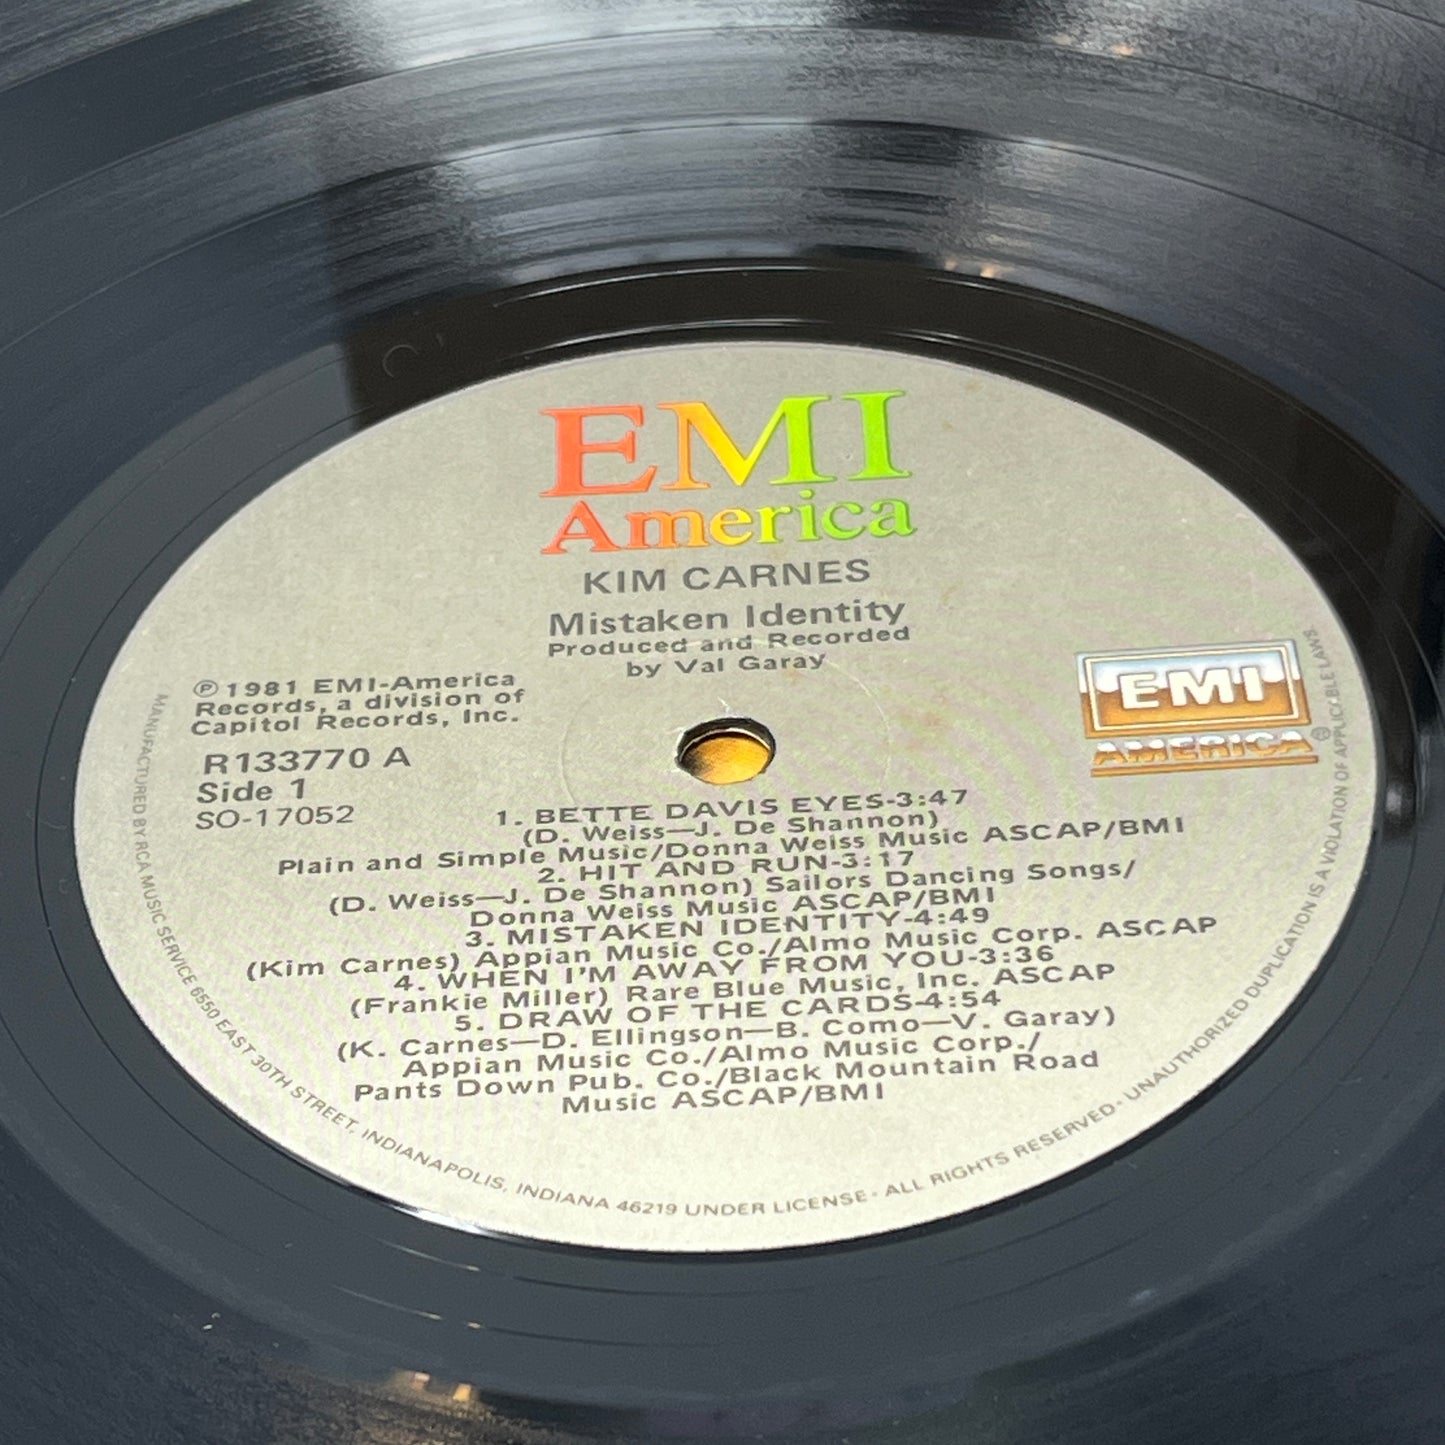 EMI
America
KIM CARNES
Mistaken Identity
Produced and Recorded
by Val Garay
℗ 1981 EMI-America
Records, a division of
Capitol Records, Inc.
R133770 A
Side 1
SO-17052
EMI
AMERICA
1. BETTE DAVIS EYES-3:47
(D. Weiss—J. De Shannon)
Plain and Simple Music/Donna Weiss Music ASCAP/BMI
2. HIT AND RUN-3:17
(D. Weiss—J. De Shannon) Sailors Dancing Songs/
Donna Weiss Music ASCAP/BMI
3. MISTAKEN IDENTITY-4:49
(Kim Carnes) Appian Music Co./Almo Music Corp. ASCAP
4. WHEN I'M AWAY FROM YOU-3:36
(Frankie Miller) Rare Blue Music, Inc. ASCAP
5. DRAW OF THE CARDS-4:54
(K. Carnes—D. Ellingson—B. Como—V. Garay)
Appian Music Co./Almo Music Corp./
Pants Down Pub. Co./Black Mountain Road
Music ASCAP/BMI
MANUFACTURED BY RCA MUSIC SERVICE 6550 EAST 30TH STREET, INDIANAPOLIS, INDIANA 46219 UNDER LICENSE · ALL RIGHTS RESERVED · UNAUTHORIZED DUPLICATION IS A VIOLATION OF APPLICABLE LAWS.